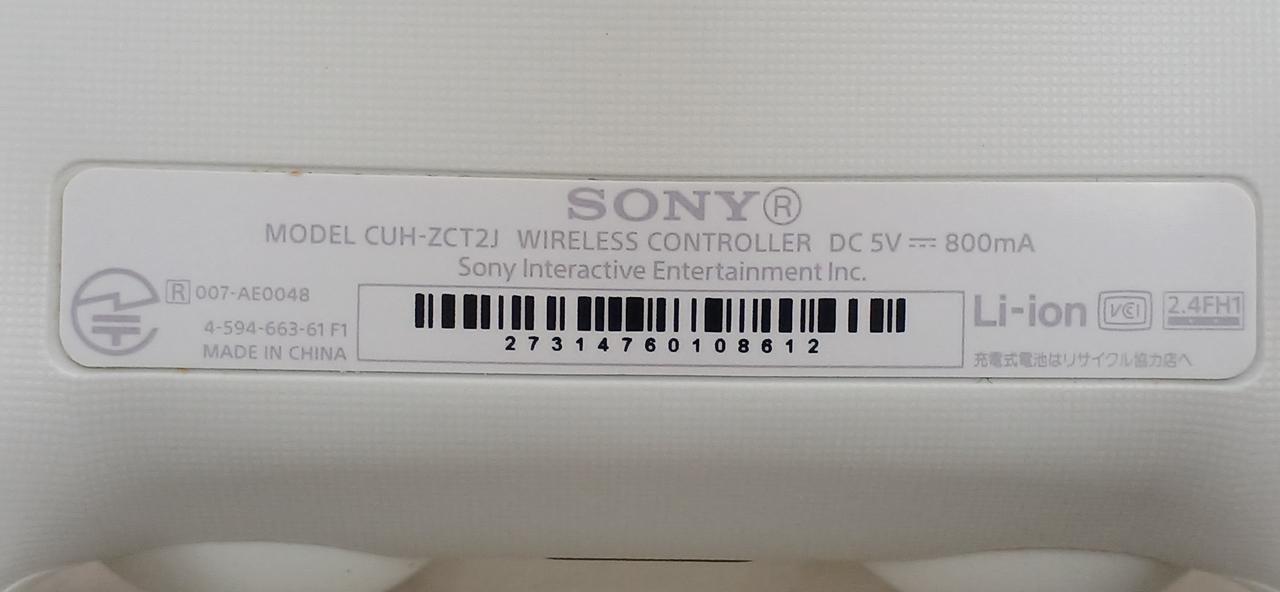 SONY®
MODEL CUH-ZCT2J WIRELESS CONTROLLER DC 5V ⎓ 800mA
Sony Interactive Entertainment Inc.
R 007-AE0048
4-594-663-61 F1
MADE IN CHINA
27314760108612
Li-ion VCCI 2.4FH1
充電式電池はリサイクル協力店へ